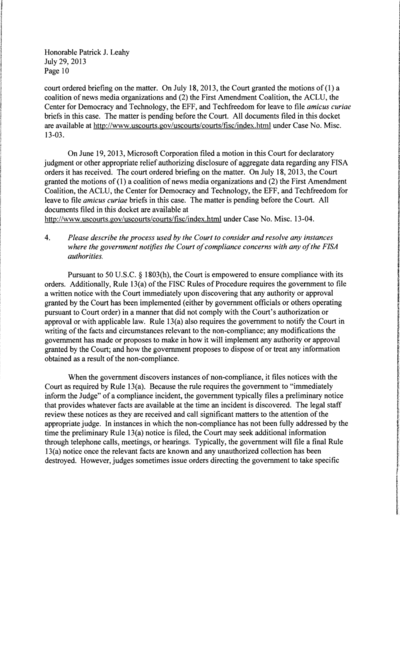 Honorable Patrick J. Leahy
July 29, 2013
Page 10
court ordered briefing on the matter. On July 18, 2013, the Court granted the motions of (1) a
coalition of news media organizations and (2) the First Amendment Coalition, the ACLU, the
Center for Democracy and Technology, the EFF, and Techfreedom for leave to file amicus curiae
briefs in this case. The matter is pending before the Court. All documents filed in this docket
are available at http://www.uscourts.gov/uscourts/courts/fisc/index.html under Case No. Misc.
13-03.
On June 19, 2013, Microsoft Corporation filed a motion in this Court for declaratory
judgment or other appropriate relief authorizing disclosure of aggregate data regarding any FISA
orders it has received. The court ordered briefing on the matter. On July 18, 2013, the Court
granted the motions of (1) a coalition of news media organizations and (2) the First Amendment
Coalition, the ACLU, the Center for Democracy and Technology, the EFF, and Techfreedom for
leave to file amicus curiae briefs in this case. The matter is pending before the Court. All
documents filed in this docket are available at
http://www.uscourts.gov/uscourts/courts/fisc/index.html under Case No. Misc. 13-04.
4. Please describe the process used by the Court to consider and resolve any instances
where the government notifies the Court of compliance concerns with any of the FISA
authorities.
Pursuant to 50 U.S.C. § 1803(h), the Court is empowered to ensure compliance with its
orders. Additionally, Rule 13(a) of the FISC Rules of Procedure requires the government to file
a written notice with the Court immediately upon discovering that any authority or approval
granted by the Court has been implemented (either by government officials or others operating
pursuant to Court order) in a manner that did not comply with the Court's authorization or
approval or with applicable law. Rule 13(a) also requires the government to notify the Court in
writing of the facts and circumstances relevant to the non-compliance; any modifications the
government has made or proposes to make in how it will implement any authority or approval
granted by the Court; and how the government proposes to dispose of or treat any information
obtained as a result of the non-compliance.
When the government discovers instances of non-compliance, it files notices with the
Court as required by Rule 13(a). Because the rule requires the government to "immediately
inform the Judge" of a compliance incident, the government typically files a preliminary notice
that provides whatever facts are available at the time an incident is discovered. The legal staff
review these notices as they are received and call significant matters to the attention of the
appropriate judge. In instances in which the non-compliance has not been fully addressed by the
time the preliminary Rule 13(a) notice is filed, the Court may seek additional information
through telephone calls, meetings, or hearings. Typically, the government will file a final Rule
13(a) notice once the relevant facts are known and any unauthorized collection has been
destroyed. However, judges sometimes issue orders directing the government to take specific